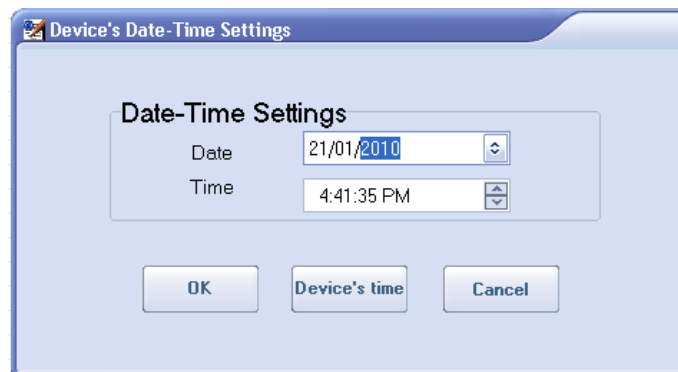 Device's Date-Time Settings
Date-Time Settings
Date 21/01/2010
Time 4:41:35 PM
OK Device's time Cancel